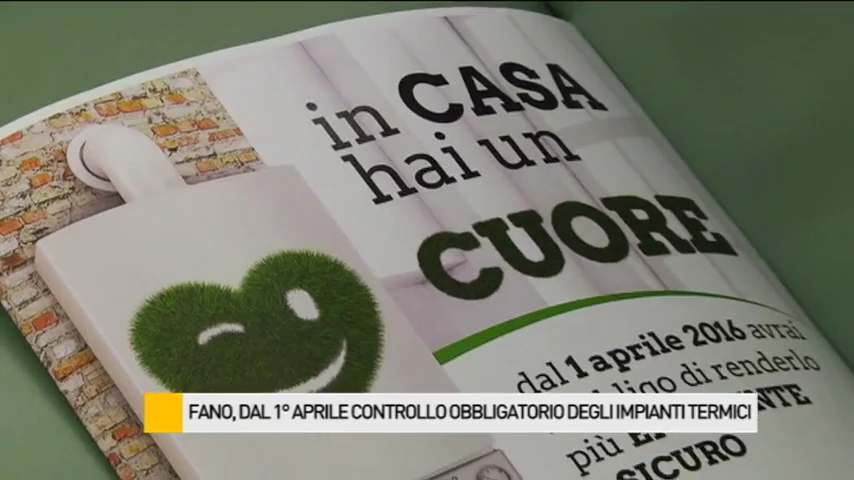 in CASA
hai un
CUORE
dal 1 aprile 2016 avrai
di renderlo
più
SICURO
FANO, DAL 1° APRILE CONTROLLO OBBLIGATORIO DEGLI IMPIANTI TERMICI